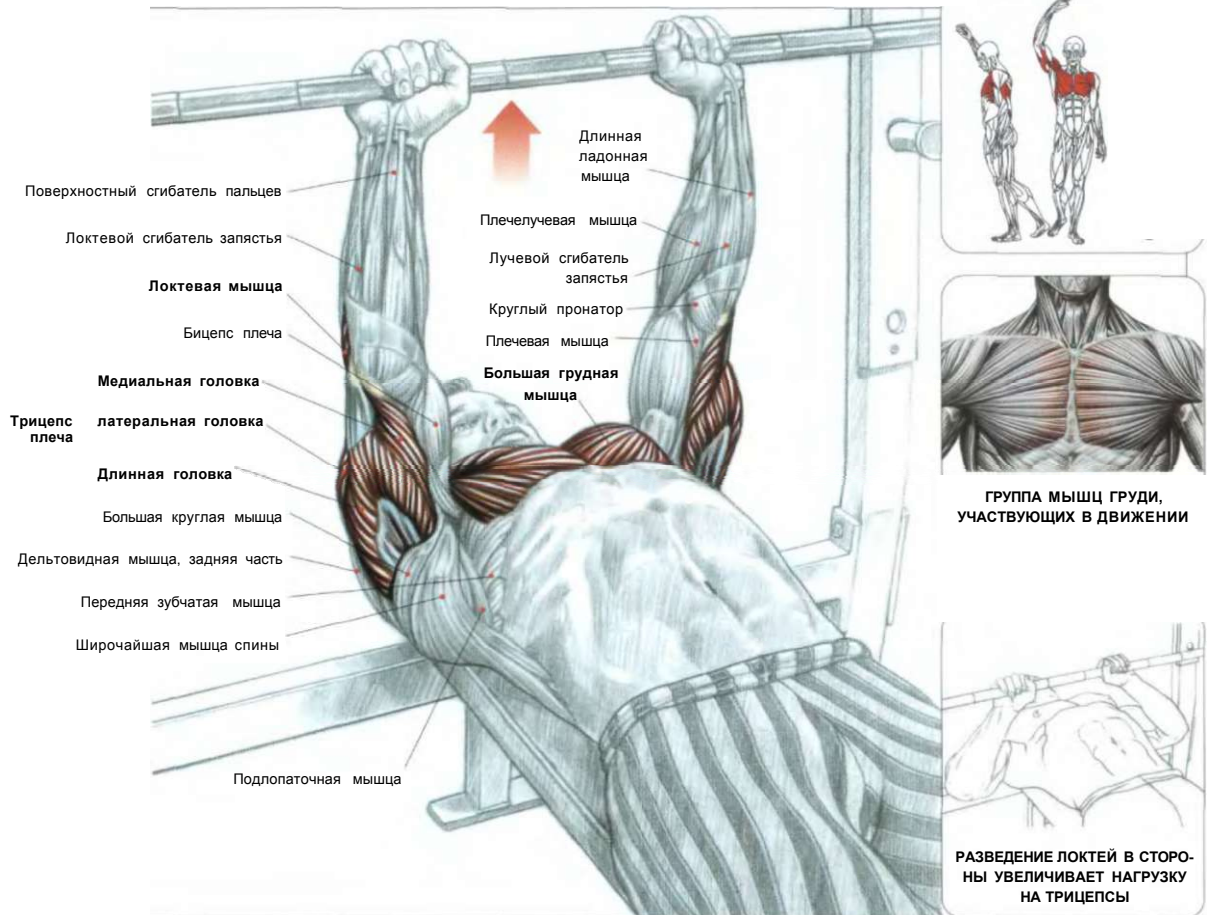 Поверхностный сгибатель пальцев
Локтевой сгибатель запястья
Локтевая мышца
Бицепс плеча
Медиальная головка
Трицепс плеча
латеральная головка
Длинная головка
Большая круглая мышца
Дельтовидная мышца, задняя часть
Передняя зубчатая мышца
Широчайшая мышца спины
Подлопаточная мышца
Длинная
ладонная
мышца
Плечелучевая мышца
Лучевой сгибатель
запястья
Круглый пронатор
Плечевая мышца
Большая грудная
мышца
ГРУППА МЫШЦ ГРУДИ,
УЧАСТВУЮЩИХ В ДВИЖЕНИИ
РАЗВЕДЕНИЕ ЛОКТЕЙ В СТОРО-
НЫ УВЕЛИЧИВАЕТ НАГРУЗКУ
НА ТРИЦЕПСЫ